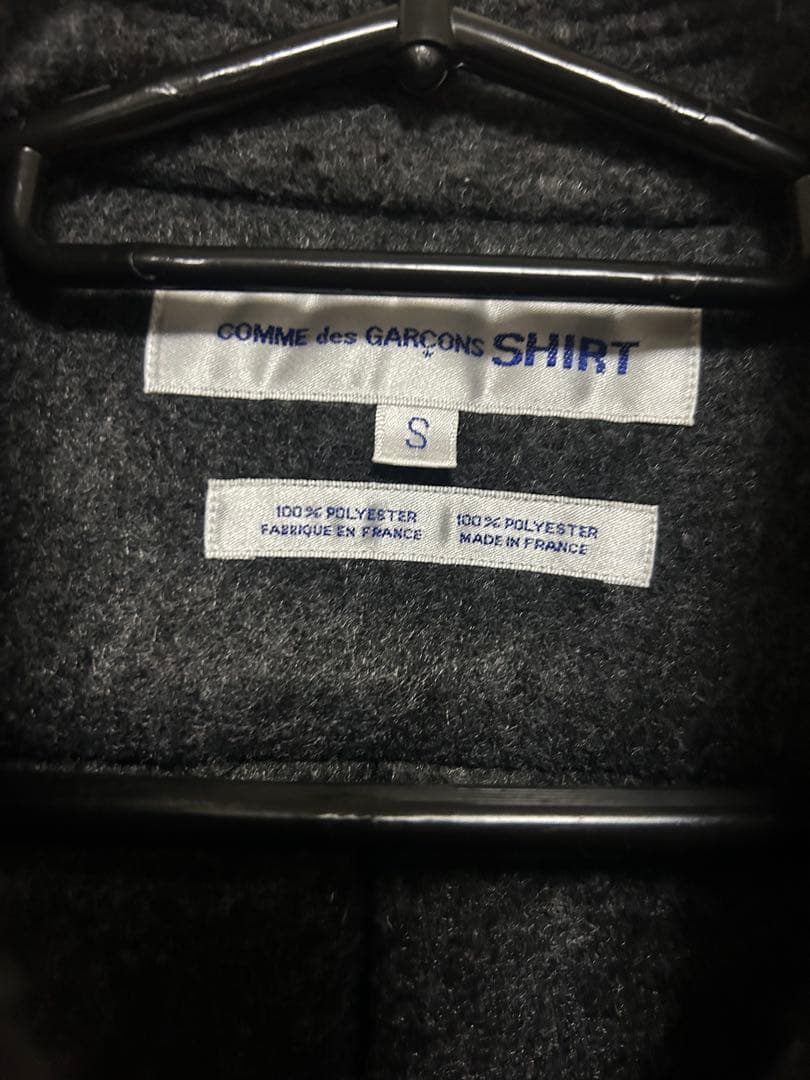 COMME des GARÇONS SHIRT
S
100% POLYESTER
FABRIQUE EN FRANCE
100% POLYESTER
MADE IN FRANCE